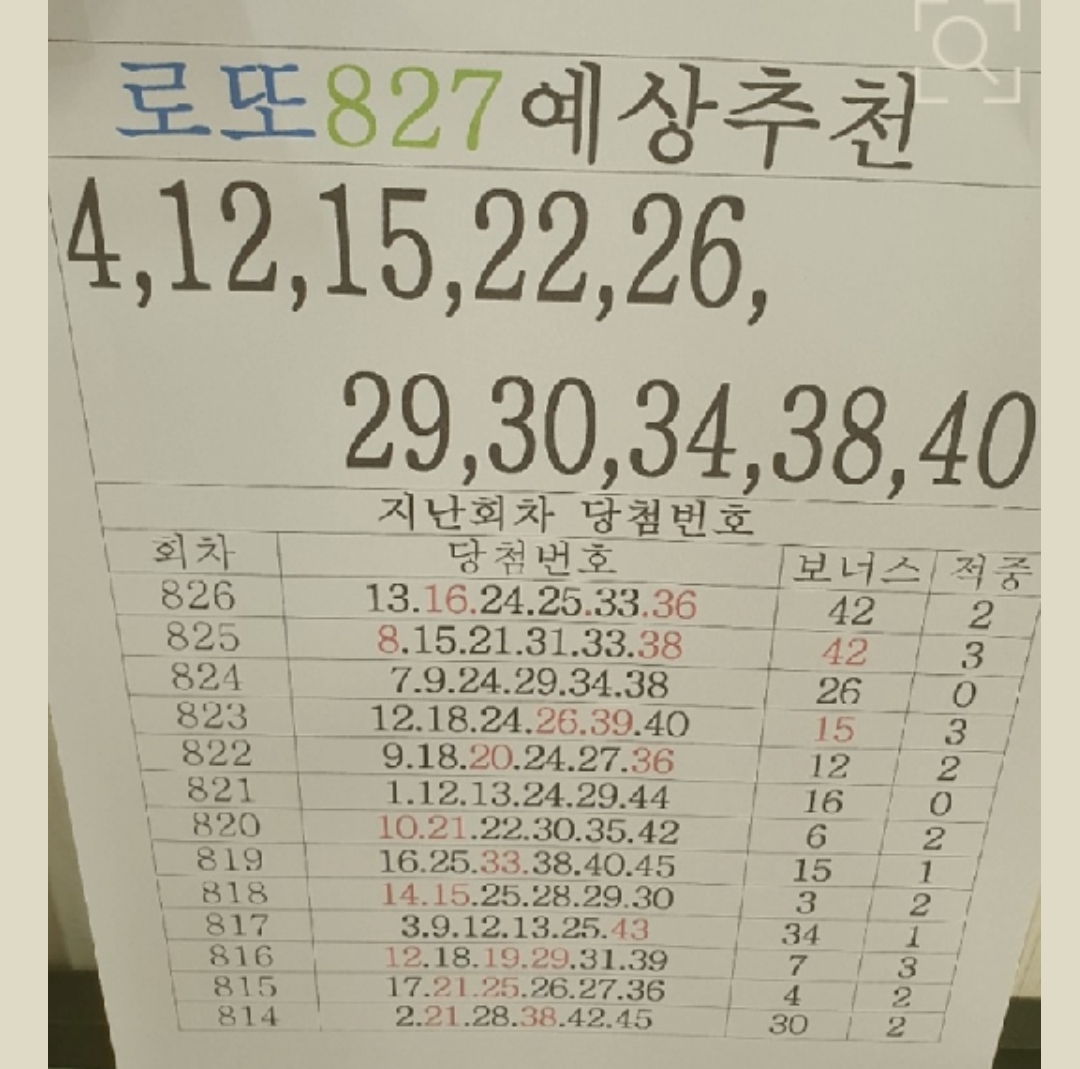 로또827예상추천
4,12,15,22,26,
29,30,34,38,40
지난회차 당첨번호
회차 당첨번호 보너스 적중
826 13.16.24.25.33.36 42 2
825 8.15.21.31.33.38 42 3
824 7.9.24.29.34.38 26 0
823 12.18.24.26.39.40 15 3
822 9.18.20.24.27.36 12 2
821 1.12.13.24.29.44 16 0
820 10.21.22.30.35.42 6 2
819 16.25.33.38.40.45 15 1
818 14.15.25.28.29.30 3 2
817 3.9.12.13.25.43 34 1
816 12.18.19.29.31.39 7 3
815 17.21.25.26.27.36 4 2
814 2.21.28.38.42.45 30 2